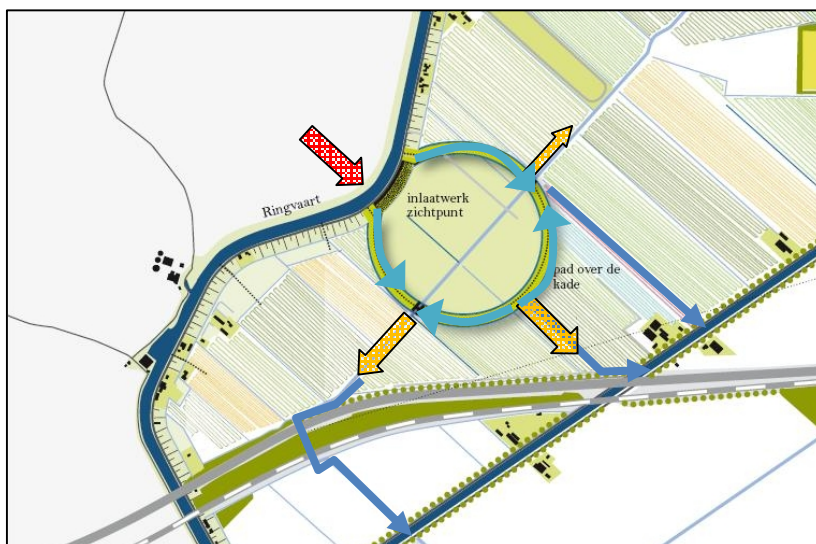 Ringvaart
inlaatwerk
zichtpunt
pad over de
kade